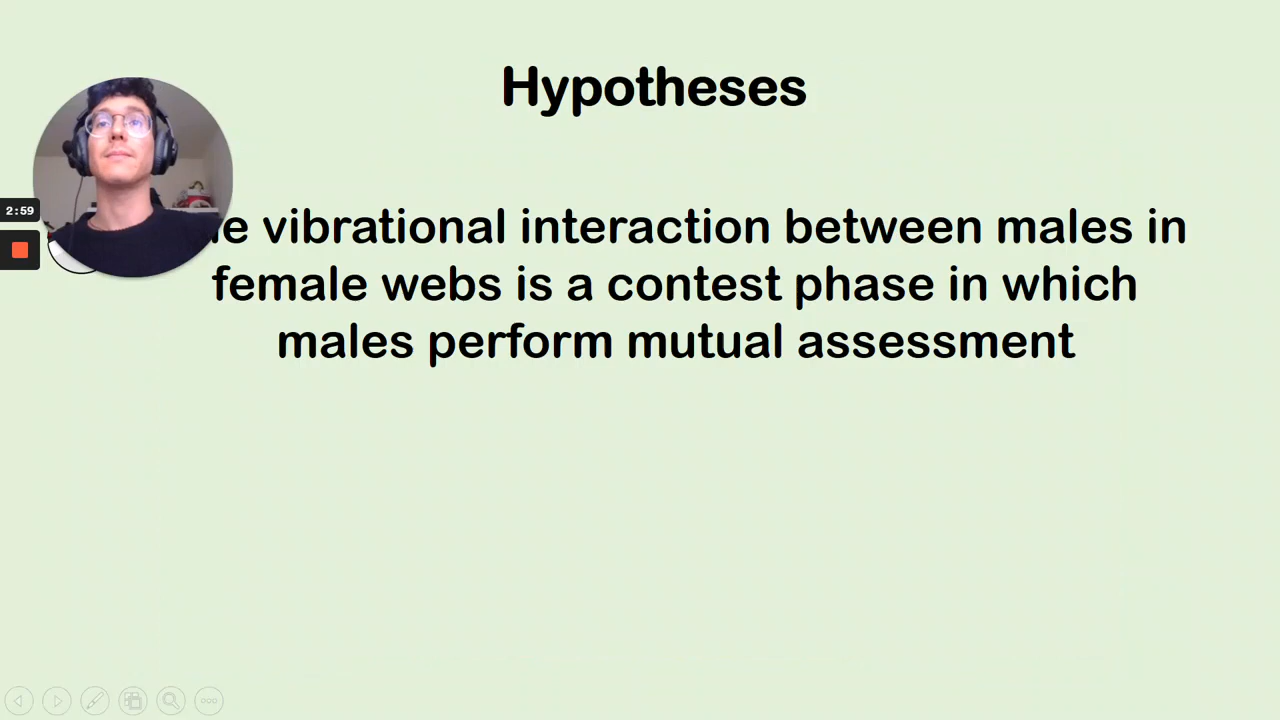 Hypotheses
2:59
vibrational interaction between males in
female webs is a contest phase in which
males perform mutual assessment